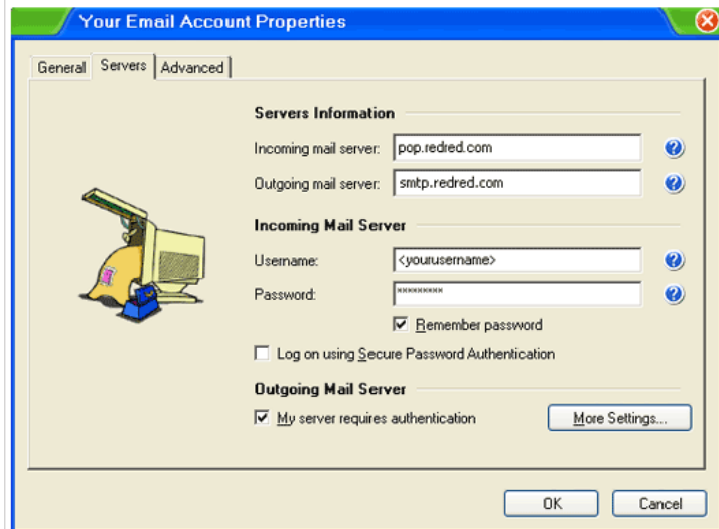 Your Email Account Properties
General Servers Advanced
Servers Information
Incoming mail server: pop.redred.com
Outgoing mail server: smtp.redred.com
Incoming Mail Server
Username: <yourusername>
Password: *********
Remember password
Log on using Secure Password Authentication
Outgoing Mail Server
My server requires authentication More Settings...
OK Cancel